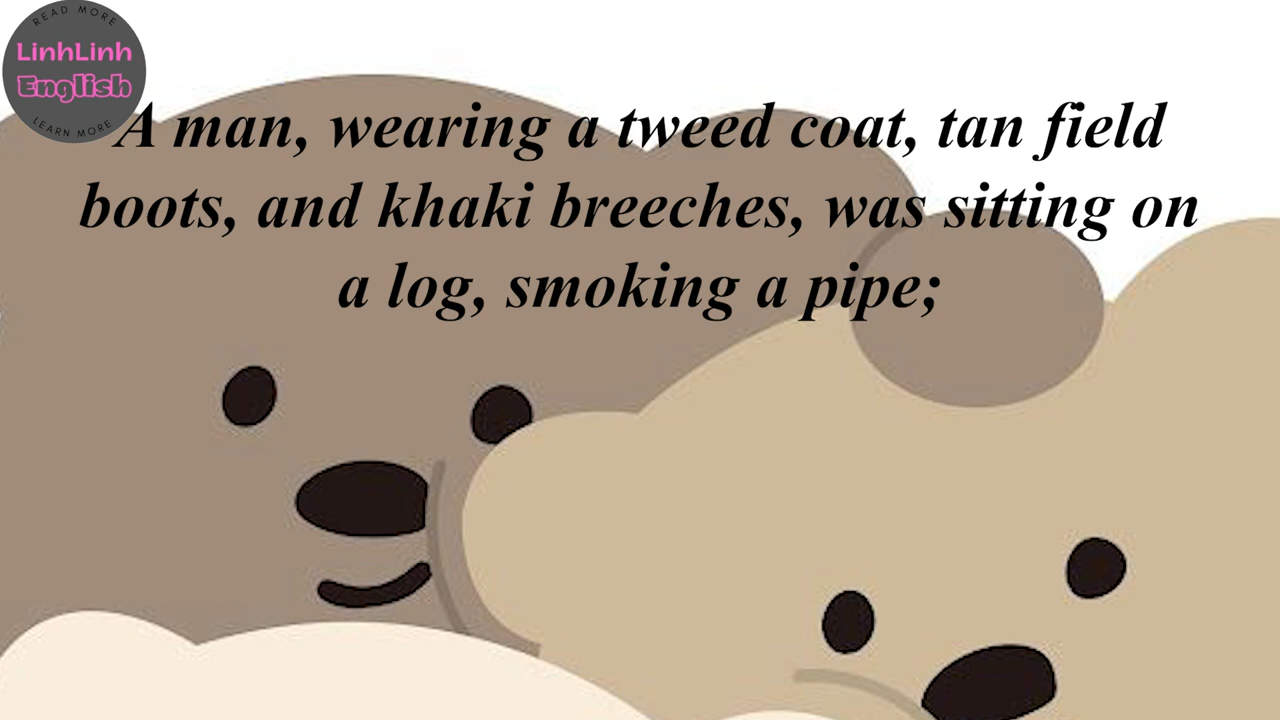 READ MORE
LinhLinh
English
LEARN MORE
A man, wearing a tweed coat, tan field
boots, and khaki breeches, was sitting on
a log, smoking a pipe;